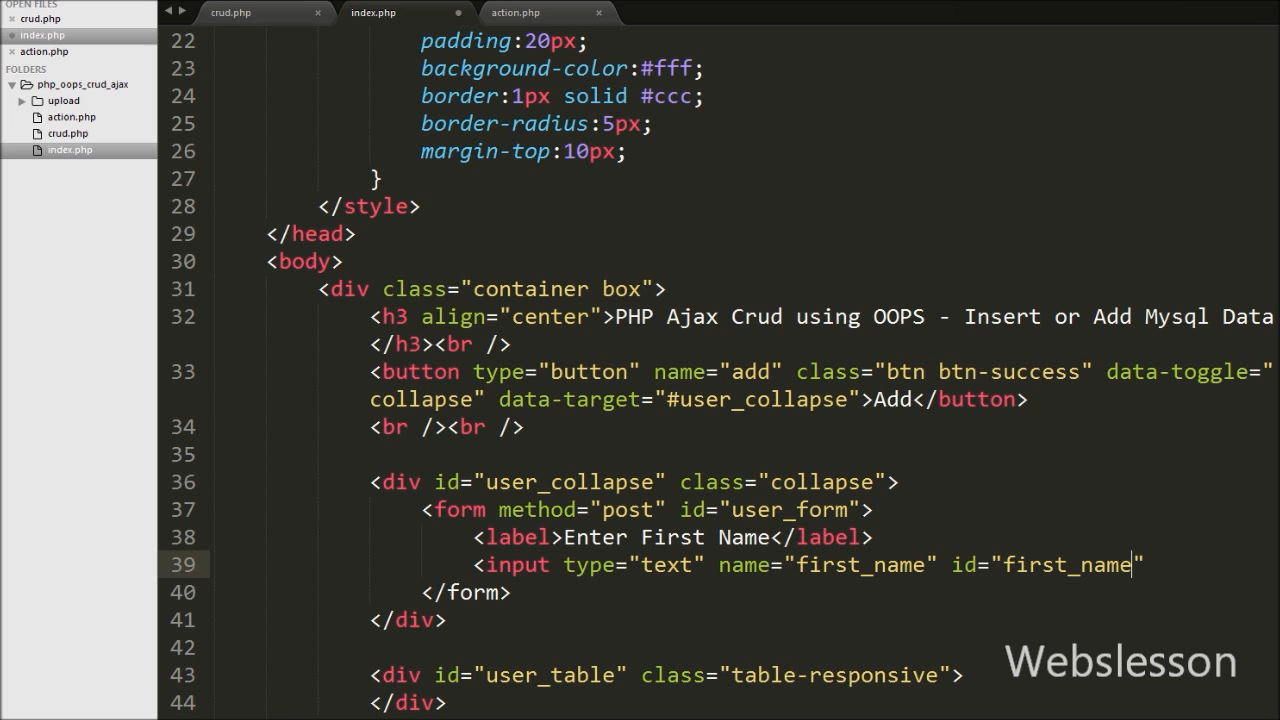 OPEN FILES
crud.php
index.php
action.php
FOLDERS
php_oops_crud_ajax
upload
action.php
crud.php
index.php
crud.php index.php action.php
22 padding:20px;
23 background-color:#fff;
24 border:1px solid #ccc;
25 border-radius:5px;
26 margin-top:10px;
27 }
28 </style>
29 </head>
30 <body>
31 <div class="container box">
32 <h3 align="center">PHP Ajax Crud using OOPS - Insert or Add Mysql Data
</h3><br />
33 <button type="button" name="add" class="btn btn-success" data-toggle="
collapse" data-target="#user_collapse">Add</button>
34 <br /><br />
35
36 <div id="user_collapse" class="collapse">
37 <form method="post" id="user_form">
38 <label>Enter First Name</label>
39 <input type="text" name="first_name" id="first_name"
40 </form>
41 </div>
42
43 <div id="user_table" class="table-responsive">
44 </div>
Webslesson